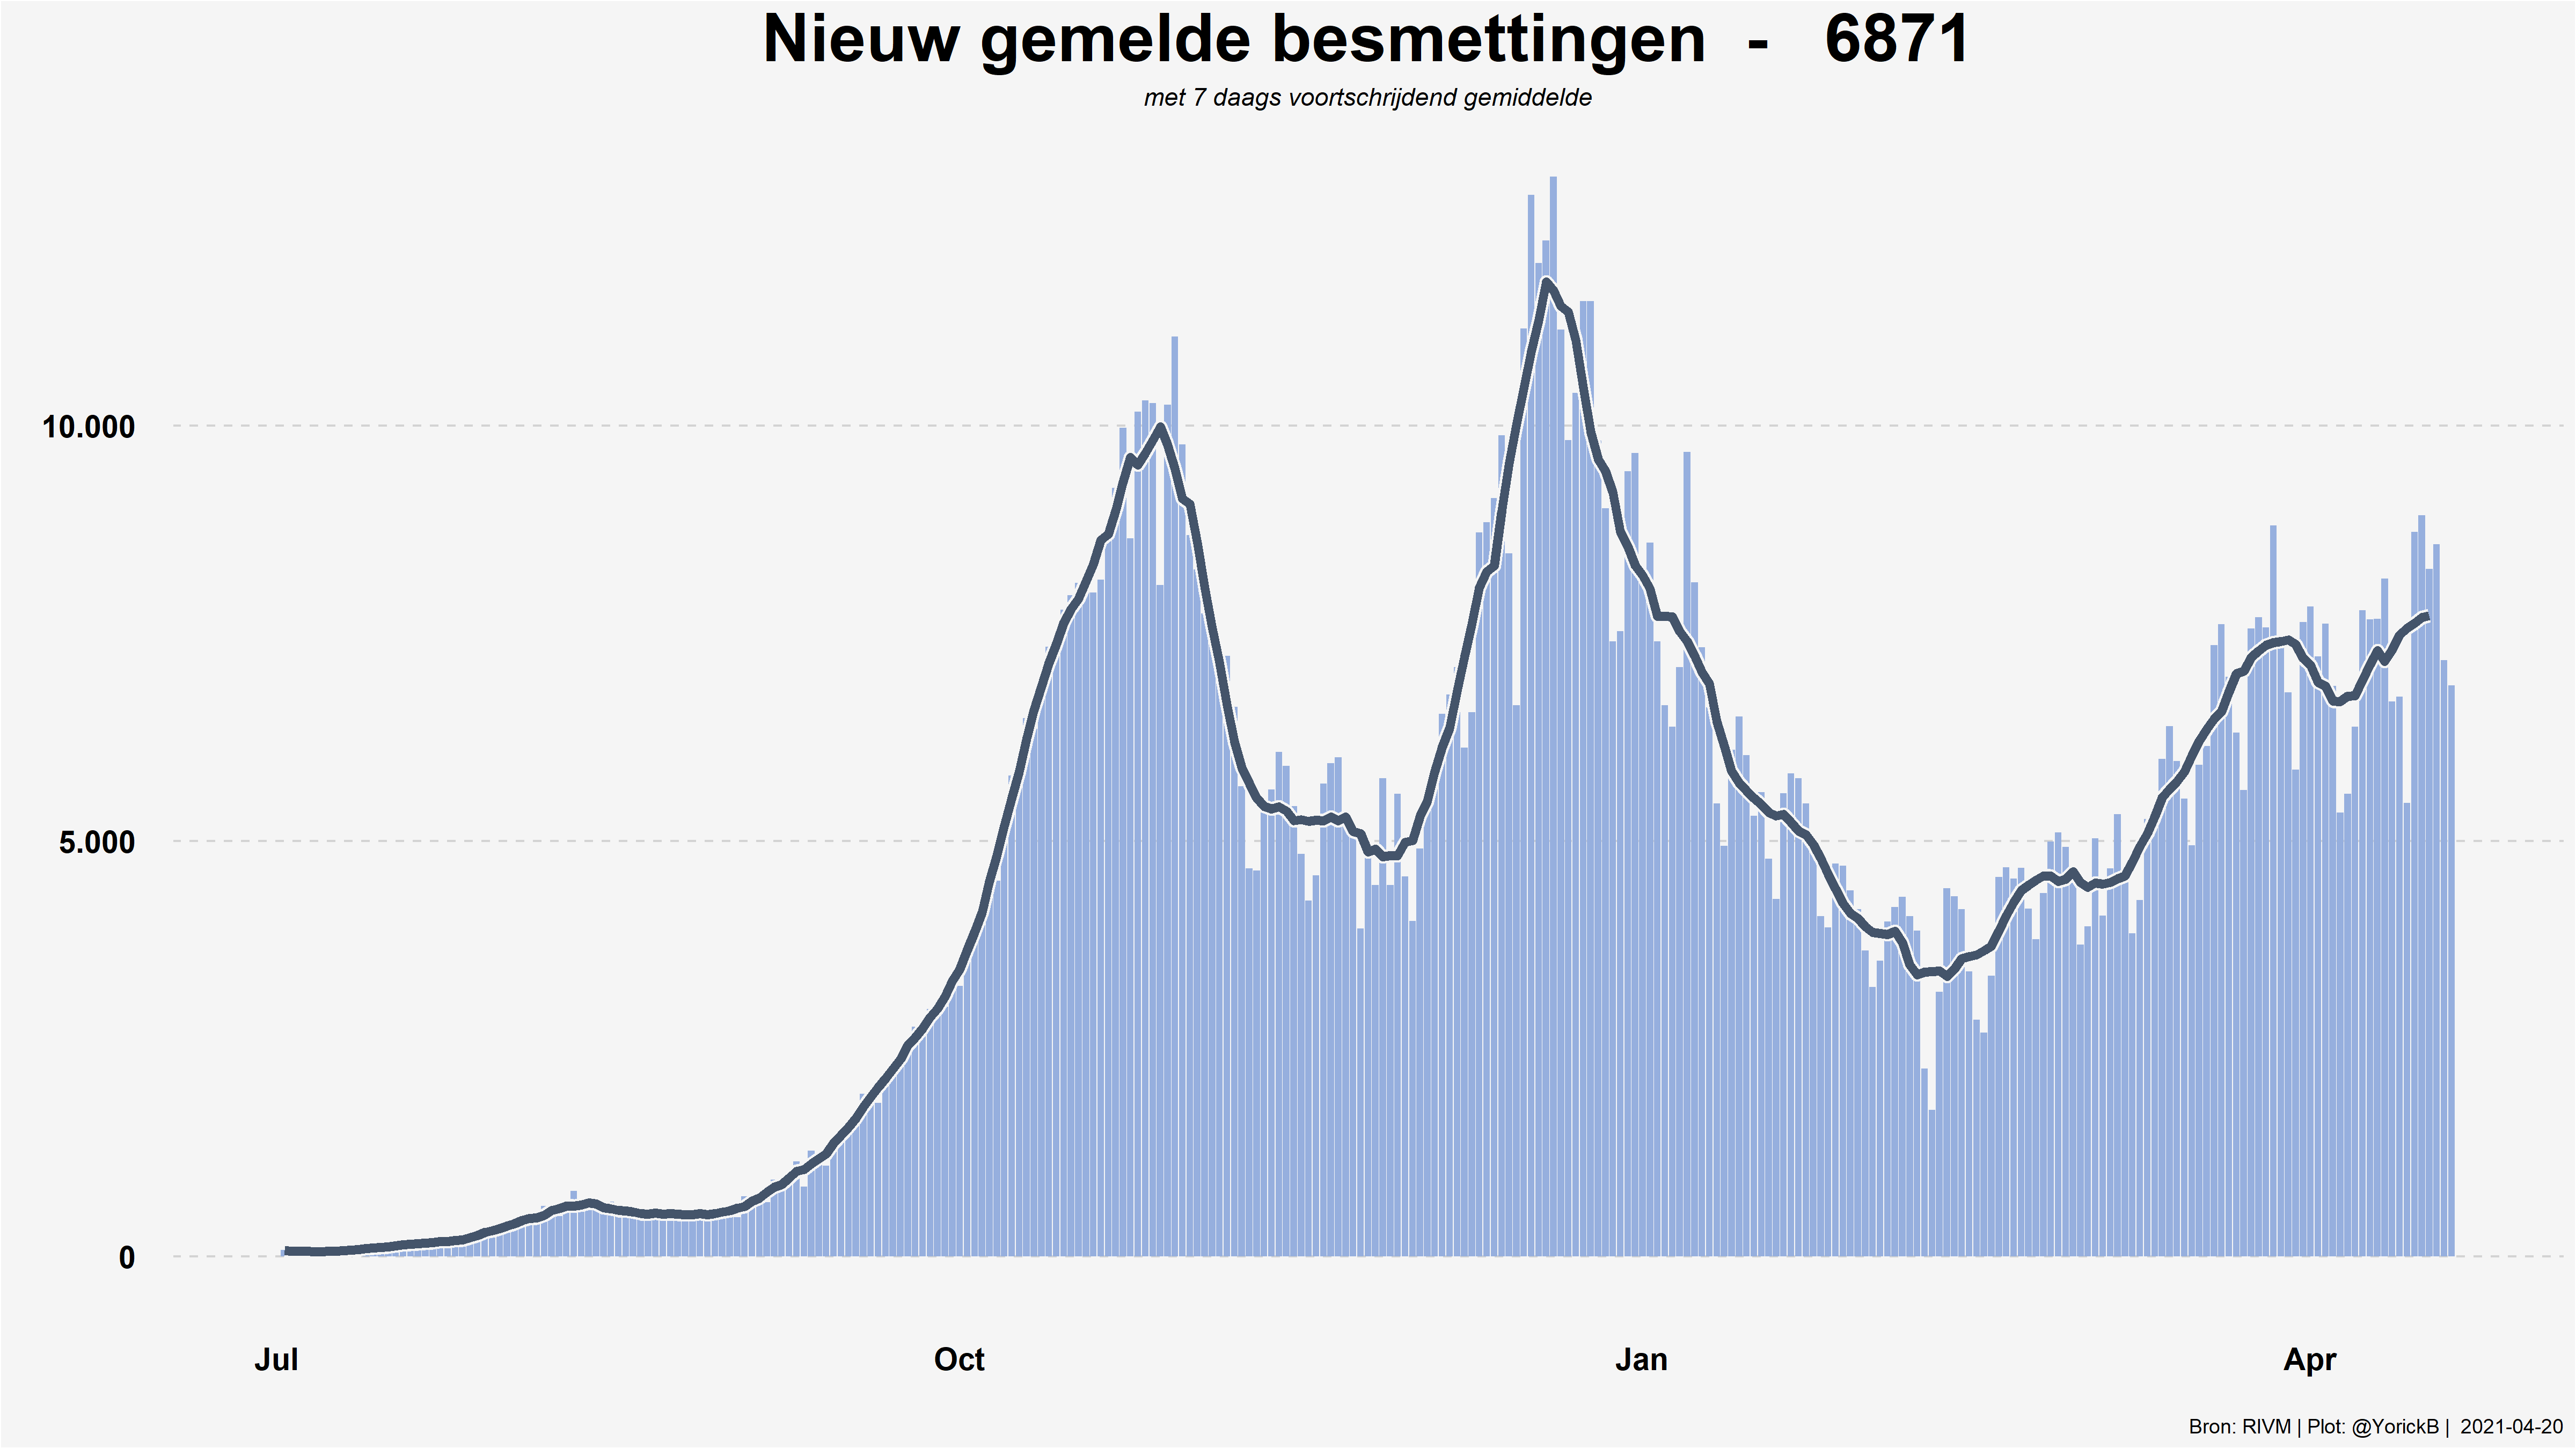 Nieuw gemelde besmettingen - 6871
met 7 daags voortschrijdend gemiddelde
10.000
5.000
0
Jul Oct Jan Apr
Bron: RIVM | Plot: @YorickB | 2021-04-20